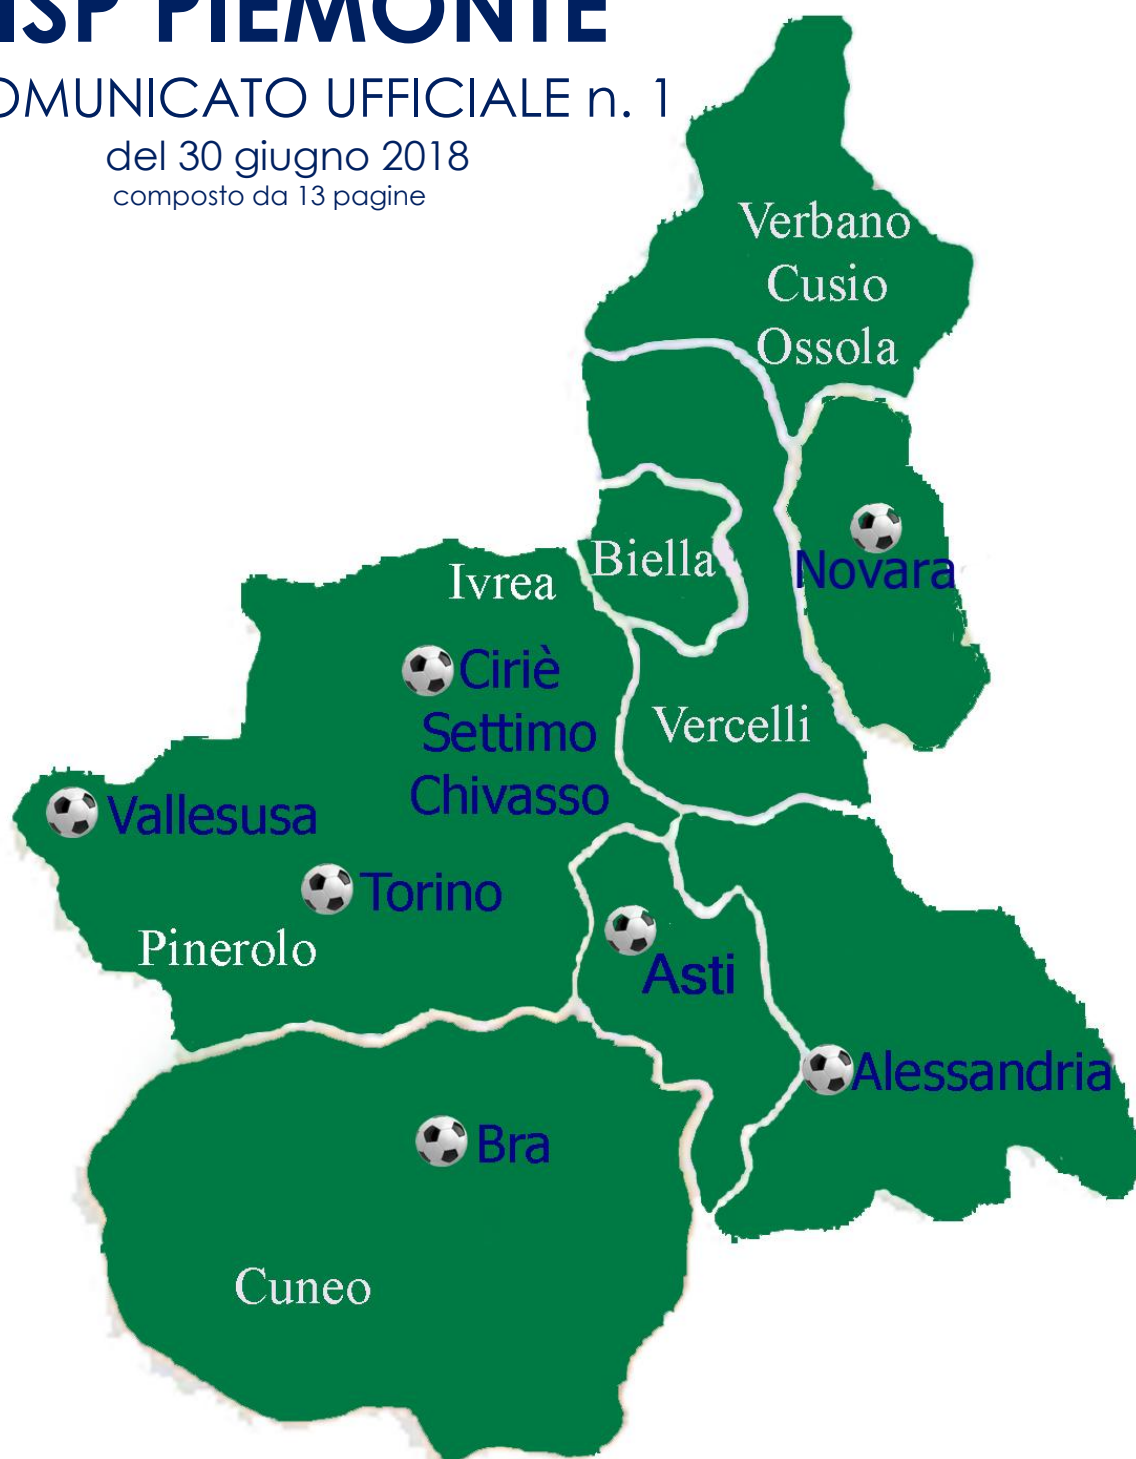 ISP PIEMONTE
OMUNICATO UFFICIALE n. 1
del 30 giugno 2018
composto da 13 pagine
Verbano
Cusio
Ossola
Biella
Novara
Ivrea
Ciriè
Settimo
Chivasso
Vercelli
Vallesusa
Torino
Pinerolo
Asti
Alessandria
Bra
Cuneo